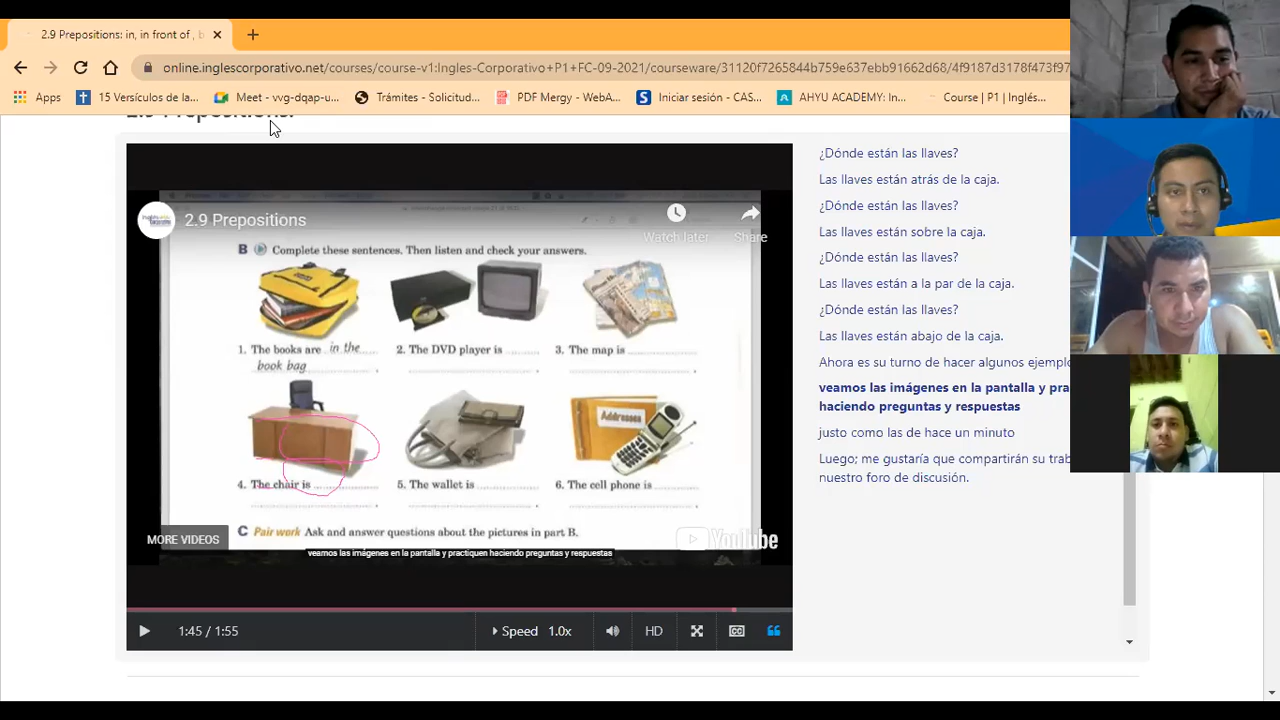 2.9 Prepositions: in, in front of , b
online.inglescorporativo.net/courses/course-v1:Ingles-Corporativo+P1+FC-09-2021/courseware/31120f7265844b759e637ebb91662d68/4f9187d3178f473f97
Apps
15 Versículos de la...
Meet - vvg-dqap-u...
Trámites - Solicitud...
PDF Mergy - WebA...
Iniciar sesión - CAS...
AHYU ACADEMY: In...
Course | P1 | Inglés...
2.9 Prepositions:
2.9 Prepositions
Watch later
Share
B Complete these sentences. Then listen and check your answers.
1. The books are in the
book bag
2. The DVD player is
3. The map is
Addresses
4. The chair is
5. The wallet is
6. The cell phone is
C Pair work Ask and answer questions about the pictures in part B.
MORE VIDEOS
YouTube
veamos las imágenes en la pantalla y practiquen haciendo preguntas y respuestas
1:45 / 1:55
Speed 1.0x
HD
CC
¿Dónde están las llaves?
Las llaves están atrás de la caja.
¿Dónde están las llaves?
Las llaves están sobre la caja.
¿Dónde están las llaves?
Las llaves están a la par de la caja.
¿Dónde están las llaves?
Las llaves están abajo de la caja.
Ahora es su turno de hacer algunos ejemplo
veamos las imágenes en la pantalla y pra
haciendo preguntas y respuestas
justo como las de hace un minuto
Luego; me gustaría que compartirán su trab
nuestro foro de discusión.